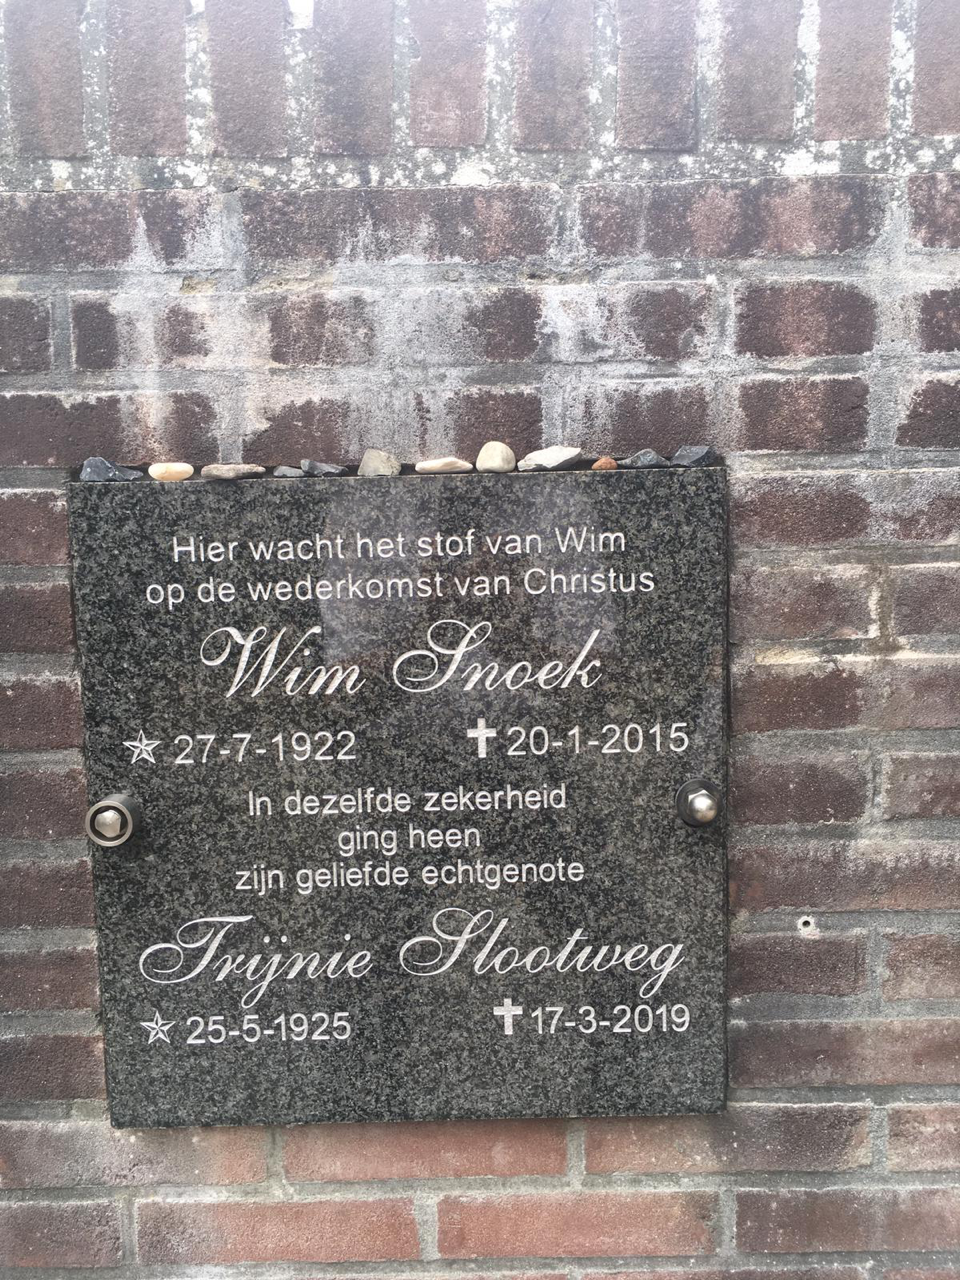 Hier wacht het stof van Wim
op de wederkomst van Christus
Wim Snoek
27-7-1922 20-1-2015
In dezelfde zekerheid
ging heen
zijn geliefde echtgenote
Trijnie Slootweg
25-5-1925 17-3-2019